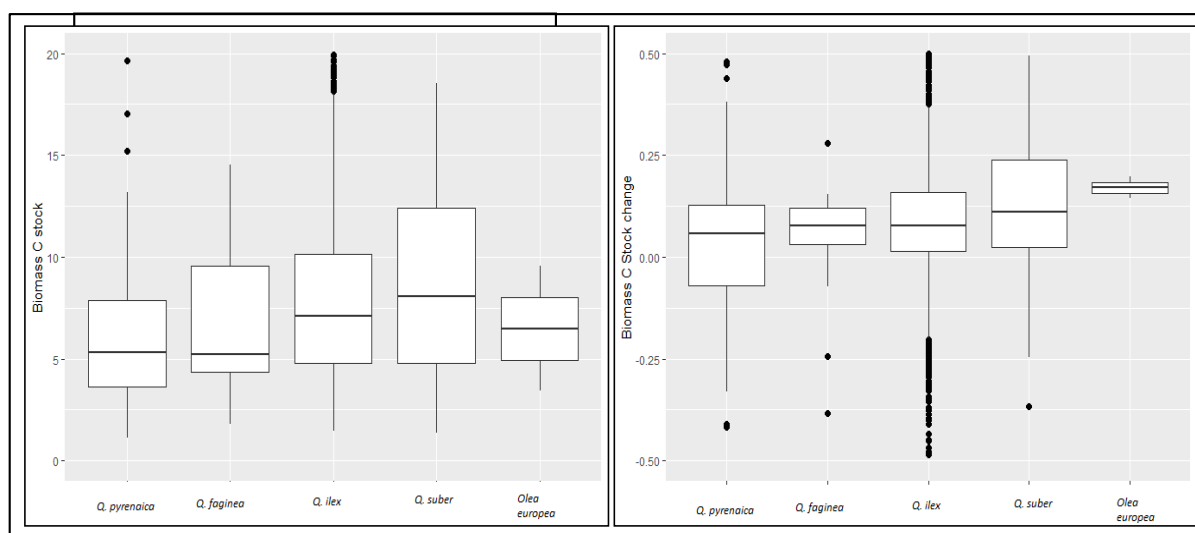 20
15
10
5
0
Biomass C stock
Q. pyrenaica
Q. faginea
Q. ilex
Q. suber
Olea
europea
0.50
0.25
0.00
-0.25
-0.50
Biomass C Stock change
Q. pyrenaica
Q. faginea
Q. ilex
Q. suber
Olea
europea